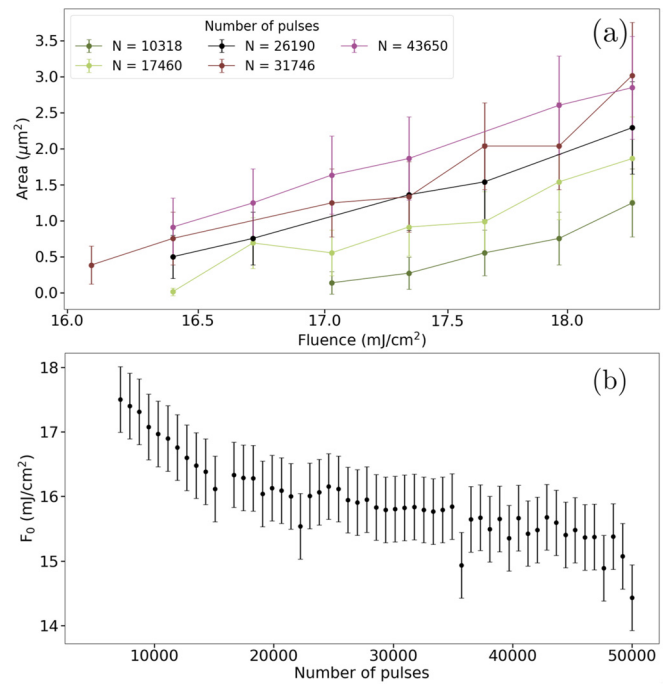 (a)
Number of pulses
N = 10318 N = 26190 N = 43650
N = 17460 N = 31746
3.5
3.0
2.5
2.0
1.5
1.0
0.5
0.0
Area (μm²)
16.0 16.5 17.0 17.5 18.0
Fluence (mJ/cm²)
(b)
18
17
16
15
14
F₀ (mJ/cm²)
10000 20000 30000 40000 50000
Number of pulses